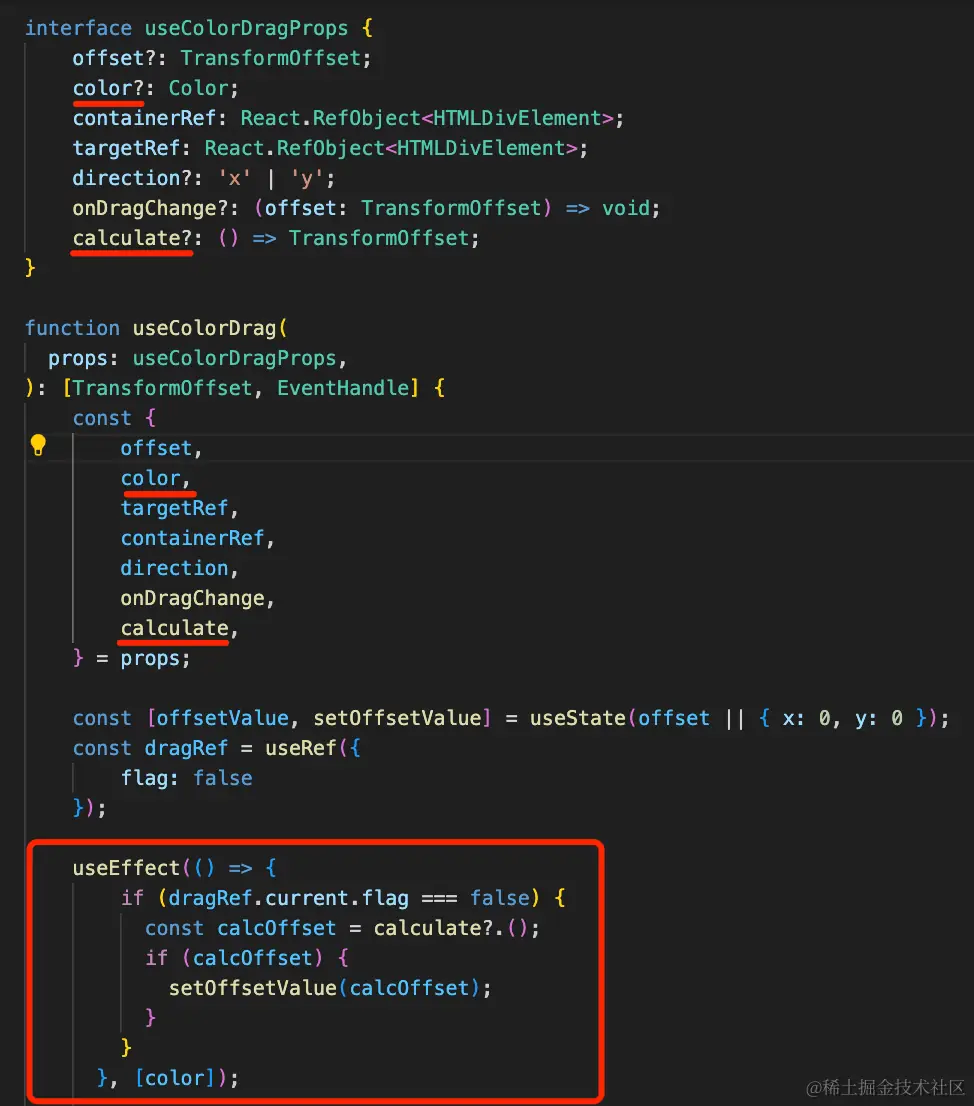 interface useColorDragProps {
    offset?: TransformOffset;
    color?: Color;
    containerRef: React.RefObject<HTMLDivElement>;
    targetRef: React.RefObject<HTMLDivElement>;
    direction?: 'x' | 'y';
    onDragChange?: (offset: TransformOffset) => void;
    calculate?: () => TransformOffset;
}

function useColorDrag(
  props: useColorDragProps,
): [TransformOffset, EventHandle] {
    const {
        offset,
        color,
        targetRef,
        containerRef,
        direction,
        onDragChange,
        calculate,
    } = props;

    const [offsetValue, setOffsetValue] = useState(offset || { x: 0, y: 0 });
    const dragRef = useRef({
        flag: false
    });

    useEffect(() => {
        if (dragRef.current.flag === false) {
          const calcOffset = calculate?.();
          if (calcOffset) {
            setOffsetValue(calcOffset);
          }
        }
      }, [color]);
@稀土掘金技术社区